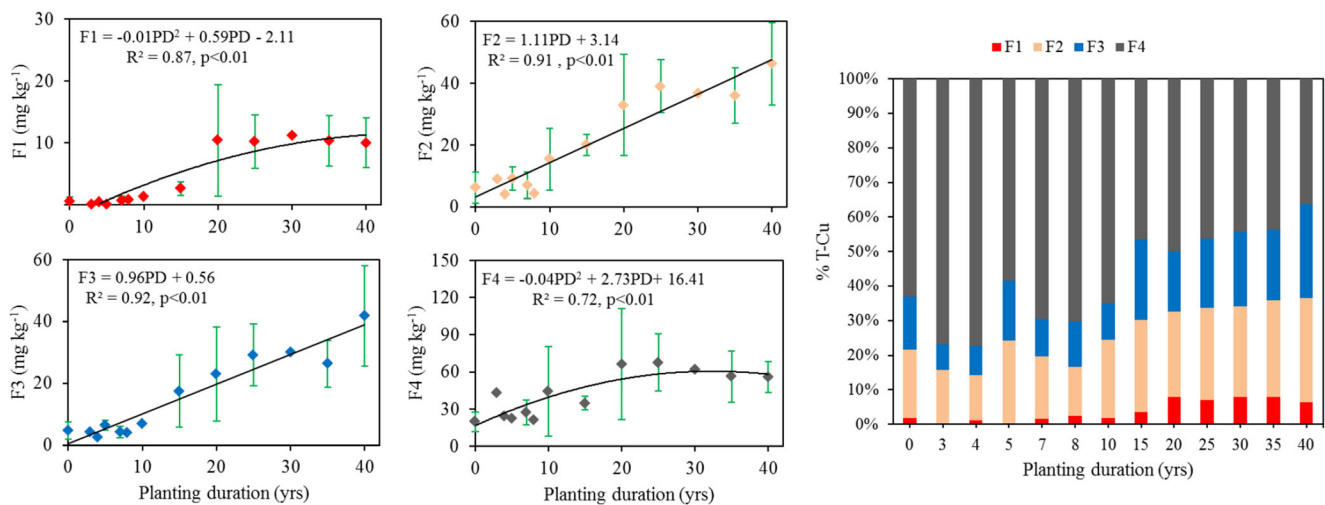 F1 = -0.01PD² + 0.59PD - 2.11
R² = 0.87, p<0.01
F1 (mg kg⁻¹)
30
20
10
0 10 20 30 40
F2 = 1.11PD + 3.14
R² = 0.91 , p<0.01
F2 (mg kg⁻¹)
60
40
20
0
0 10 20 30 40
F3 = 0.96PD + 0.56
R² = 0.92, p<0.01
F3 (mg kg⁻¹)
60
40
20
0
0 10 20 30 40
Planting duration (yrs)
F4 = -0.04PD² + 2.73PD+ 16.41
R² = 0.72, p<0.01
F4 (mg kg⁻¹)
150
120
90
60
30
0
0 10 20 30 40
Planting duration (yrs)
F1 F2 F3 F4
% T-Cu
100%
90%
80%
70%
60%
50%
40%
30%
20%
10%
0%
0 3 4 5 7 8 10 15 20 25 30 35 40
Planting duration (yrs)